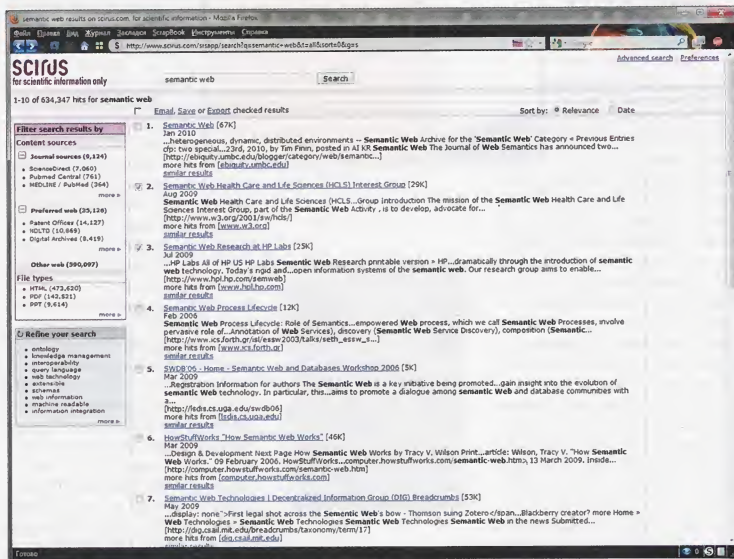 semantic web results on scirus.com, for scientific information - Mozilla Firefox
Файл Правка Вид Журнал Закладки ScrapBook Инструменты Справка
http://www.scirus.com/srsapp/search?q=semantic+web&t=all&sort=0&g=s
Advanced search Preferences
SCIRUS
for scientific information only
semantic web
Search
1-10 of 634,347 hits for semantic web
Email, Save or Export checked results
Sort by: Relevance Date
Filter search results by
Content sources
Journal sources (8,124)
ScienceDirect (7,060)
Pubmed Central (761)
MEDLINE / PubMed (264)
more »
Preferred web (35,126)
Patent Offices (14,127)
NDLTD (10,669)
Digital Archives (8,419)
more »
Other web (590,097)
File types
HTML (473,620)
PDF (142,521)
PPT (9,614)
more »
Refine your search
ontology
knowledge management
interoperability
query language
web technology
extensible
schemas
web information
machine readable
information integration
more »
1. Semantic Web [67K]
Jan 2010
...heterogeneous, dynamic, distributed environments -- Semantic Web Archive for the 'Semantic Web' Category « Previous Entries
cfp: two special...23rd, 2010, by Tim Finin, posted in AI KR Semantic Web The Journal of Web Semantics has announced two...
[http://ebiquity.umbc.edu/blogger/category/web/semantic...]
more hits from [ebiquity.umbc.edu]
similar results
2. Semantic Web Health Care and Life Sciences (HCLS) Interest Group [29K]
Aug 2009
Semantic Web Health Care and Life Sciences (HCLS...Group Introduction The mission of the Semantic Web Health Care and Life
Sciences Interest Group, part of the Semantic Web Activity , is to develop, advocate for...
[http://www.w3.org/2001/sw/hcls/]
more hits from [www.w3.org]
similar results
3. Semantic Web Research at HP Labs [25K]
Jul 2009
...HP Labs All of HP US HP Labs Semantic Web Research printable version » HP...dramatically through the introduction of semantic
web technology. Today's rigid and...open information systems of the semantic web. Our research group aims to enable...
[http://www.hpl.hp.com/semweb]
more hits from [www.hpl.hp.com]
similar results
4. Semantic Web Process Lifecycle [12K]
Feb 2006
Semantic Web Process Lifecycle: Role of Semantics...empowered Web process, which we call Semantic Web Processes, involve
pervasive role of...Annotation of Web Services), discovery (Semantic Web Service Discovery), composition (Semantic...
[http://www.ics.forth.gr/isl/essw2003/talks/seth_essw_s...]
more hits from [www.ics.forth.gr]
similar results
5. SWDB'06 - Home - Semantic Web and Databases Workshop 2006 [5K]
Mar 2009
...Registration Information for authors The Semantic Web is a key initiative being promoted...gain insight into the evolution of
semantic web technology. In particular, this...aims to promote a dialogue among semantic web and database communities with
a...
[http://lsdis.cs.uga.edu/swdb06]
more hits from [lsdis.cs.uga.edu]
similar results
6. HowStuffWorks "How Semantic Web Works" [46K]
Mar 2009
...Design & Development Next Page How Semantic Web Works by Tracy V. Wilson Print...article: Wilson, Tracy V. "How Semantic
Web Works." 09 February 2006. HowStuffWorks...computer.howstuffworks.com/semantic-web.htm>, 13 March 2009. Inside...
[http://computer.howstuffworks.com/semantic-web.htm]
more hits from [computer.howstuffworks.com]
similar results
7. Semantic Web Technologies | Decentralized Information Group (DIG) Breadcrumbs [53K]
May 2009
...display: none">First legal shot across the Semantic Web's bow - Thomson suing Zotero</span...Blackberry creator? more Home »
Web Technologies » Semantic Web Technologies Semantic Web Technologies Semantic Web in the news Submitted...
[http://dig.csail.mit.edu/breadcrumbs/taxonomy/term/17]
more hits from [dig.csail.mit.edu]
similar results
Готово